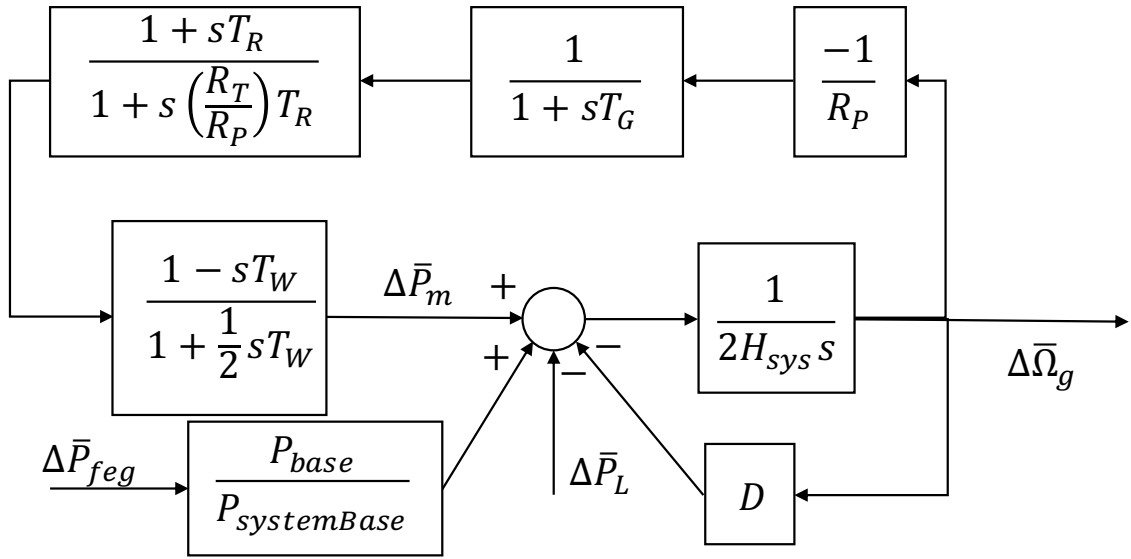 1 + sT_R
1 + s (R_T / R_P) T_R
1
1 + sT_G
−1
R_P
1 − sT_W
1 + 1/2 sT_W
ΔP̅_m
+
+
−
−
1
2H_sys s
ΔΩ̅_g
ΔP̅_feg
P_base
P_systemBase
ΔP̅_L
D